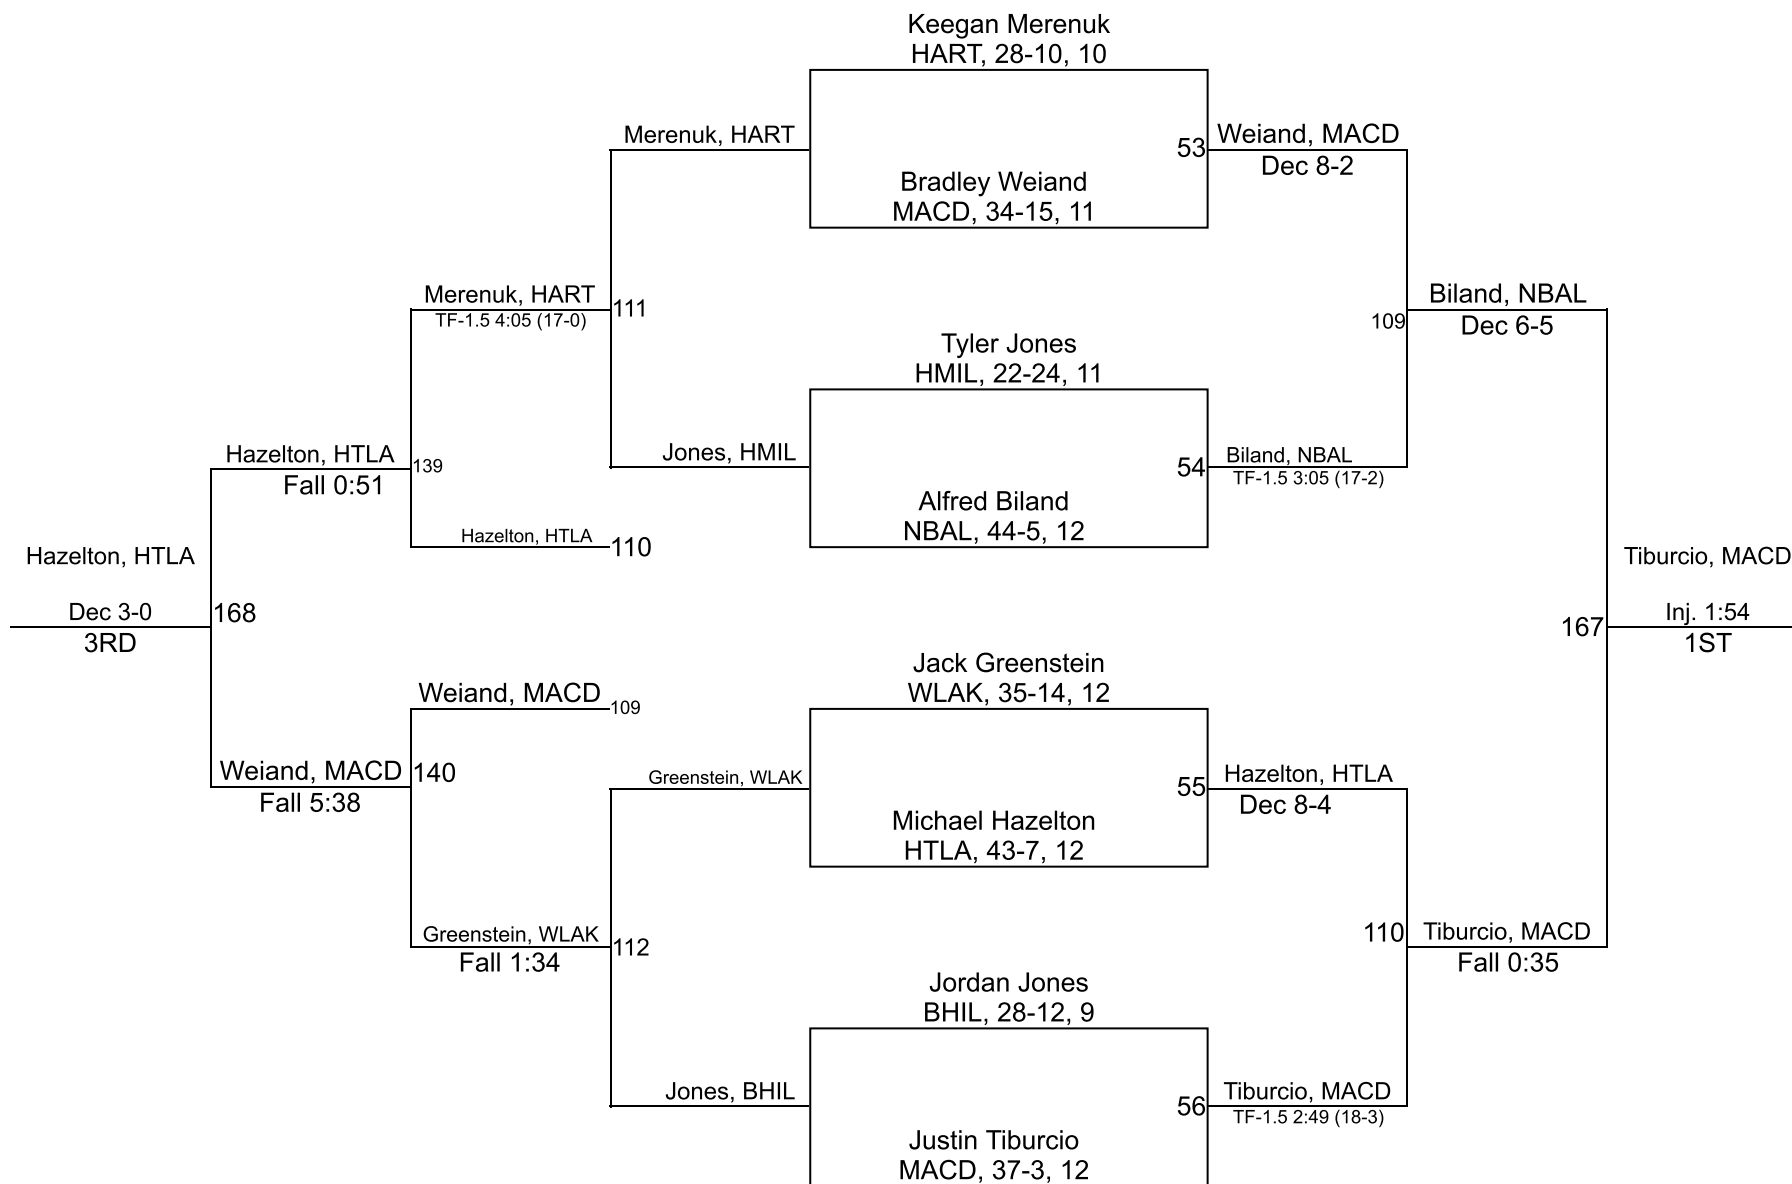 Keegan Merenuk
HART, 28-10, 10
Merenuk, HART
53
Weiand, MACD
Dec 8-2
Bradley Weiand
MACD, 34-15, 11
Merenuk, HART
TF-1.5 4:05 (17-0)
111
109
Biland, NBAL
Dec 6-5
Tyler Jones
HMIL, 22-24, 11
Hazelton, HTLA
Fall 0:51
139
Jones, HMIL
54
Biland, NBAL
TF-1.5 3:05 (17-2)
Alfred Biland
NBAL, 44-5, 12
Hazelton, HTLA
110
Hazelton, HTLA
Dec 3-0
3RD
168
Tiburcio, MACD
167
Inj. 1:54
1ST
Jack Greenstein
WLAK, 35-14, 12
Weiand, MACD
109
Weiand, MACD
Fall 5:38
140
Greenstein, WLAK
55
Hazelton, HTLA
Dec 8-4
Michael Hazelton
HTLA, 43-7, 12
Greenstein, WLAK
Fall 1:34
112
110
Tiburcio, MACD
Fall 0:35
Jordan Jones
BHIL, 28-12, 9
Jones, BHIL
56
Tiburcio, MACD
TF-1.5 2:49 (18-3)
Justin Tiburcio
MACD, 37-3, 12